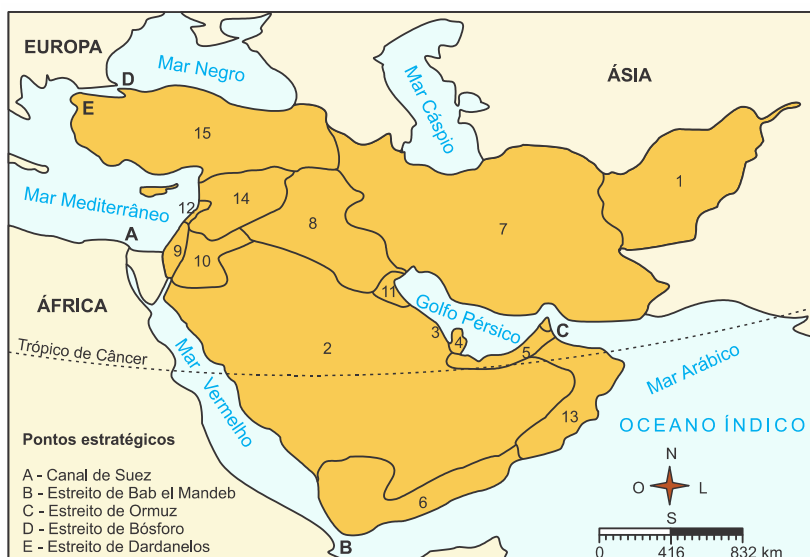 EUROPA
Mar Negro
D
E
Mar Cáspio
ÁSIA
15
1
Mar Mediterrâneo
12
14
A
9
10
8
7
11
Golfo Pérsico
3
4
5
C
ÁFRICA
Trópico de Câncer
Mar Vermelho
2
Mar Arábico
13
OCEANO ÍNDICO
6
B
Pontos estratégicos
A - Canal de Suez
B - Estreito de Bab el Mandeb
C - Estreito de Ormuz
D - Estreito de Bósforo
E - Estreito de Dardanelos
N
O L
S
0 416 832 km